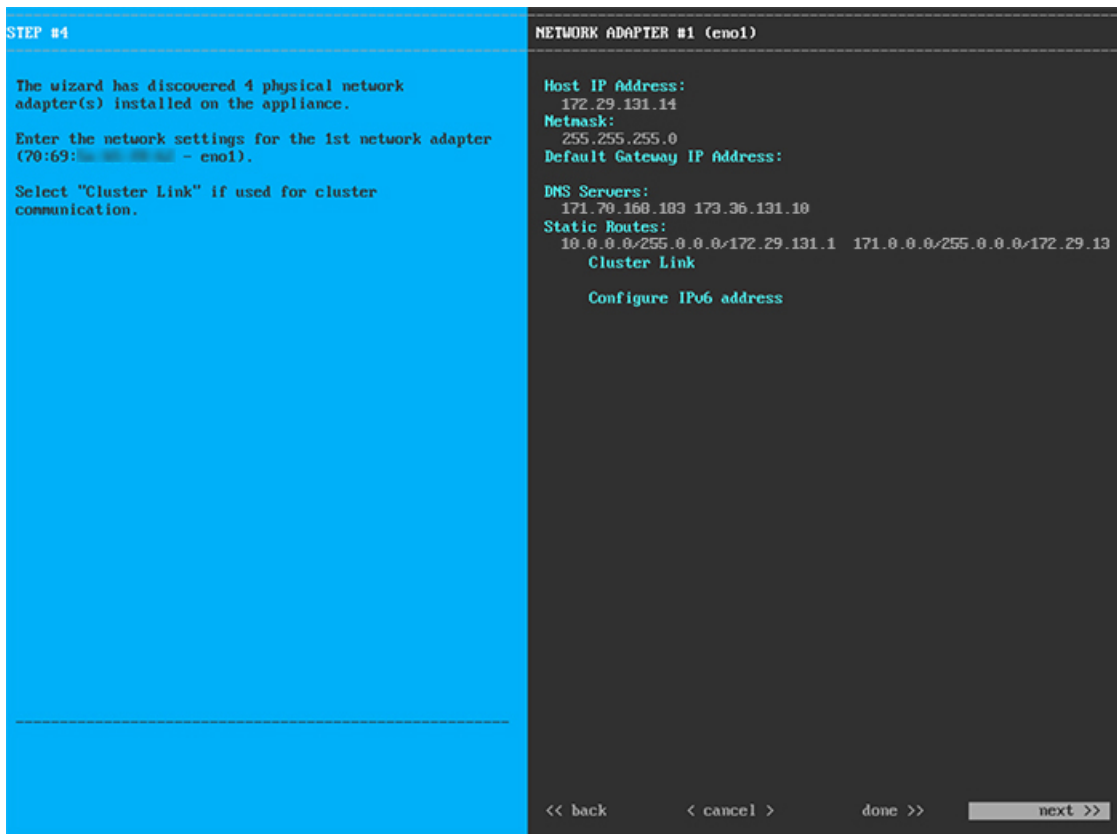 STEP #4
The wizard has discovered 4 physical network
adapter(s) installed on the appliance.
Enter the network settings for the 1st network adapter
(70:69: - eno1).
Select "Cluster Link" if used for cluster
communication.
NETWORK ADAPTER #1 (eno1)
Host IP Address:
172.29.131.14
Netmask:
255.255.255.0
Default Gateway IP Address:
DNS Servers:
171.70.168.183 173.36.131.10
Static Routes:
10.0.0.0/255.0.0.0/172.29.131.1 171.0.0.0/255.0.0.0/172.29.13
Cluster Link
Configure IPv6 address
<< back < cancel > done >> next >>